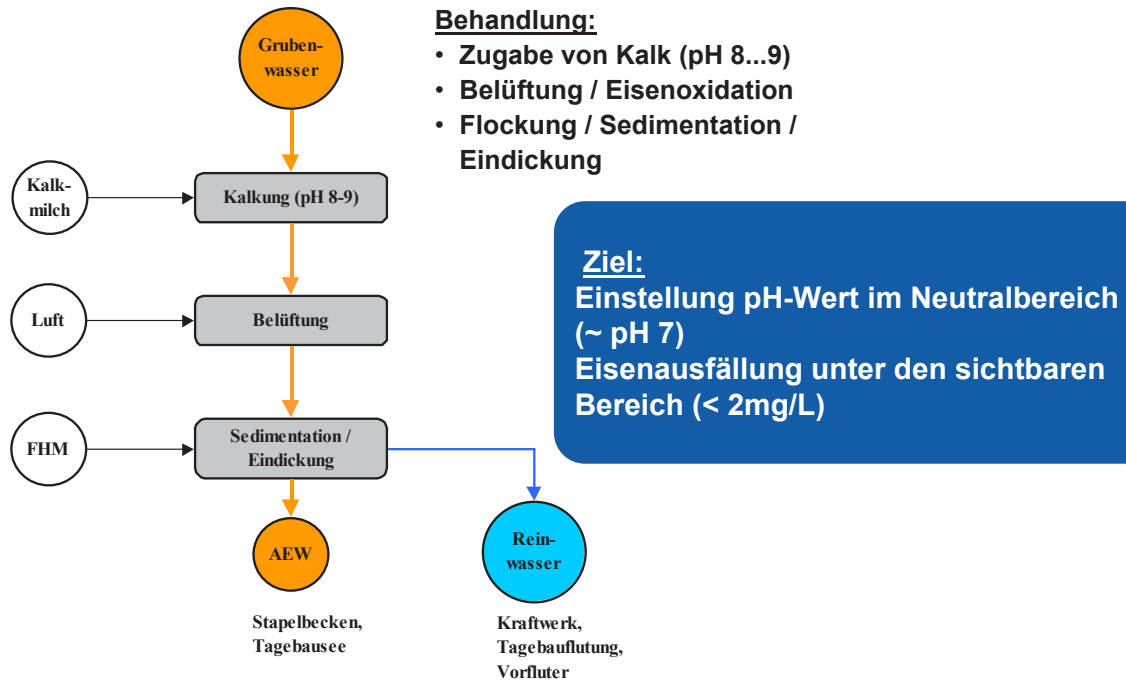 Gruben-
wasser
Kalk-
milch
Kalkung (pH 8-9)
Luft
Belüftung
FHM
Sedimentation /
Eindickung
AEW
Rein-
wasser
Stapelbecken,
Tagebausee
Kraftwerk,
Tagebauflutung,
Vorfluter
Behandlung:
• Zugabe von Kalk (pH 8...9)
• Belüftung / Eisenoxidation
• Flockung / Sedimentation /
Eindickung
Ziel:
Einstellung pH-Wert im Neutralbereich
(~ pH 7)
Eisenausfällung unter den sichtbaren
Bereich (< 2mg/L)